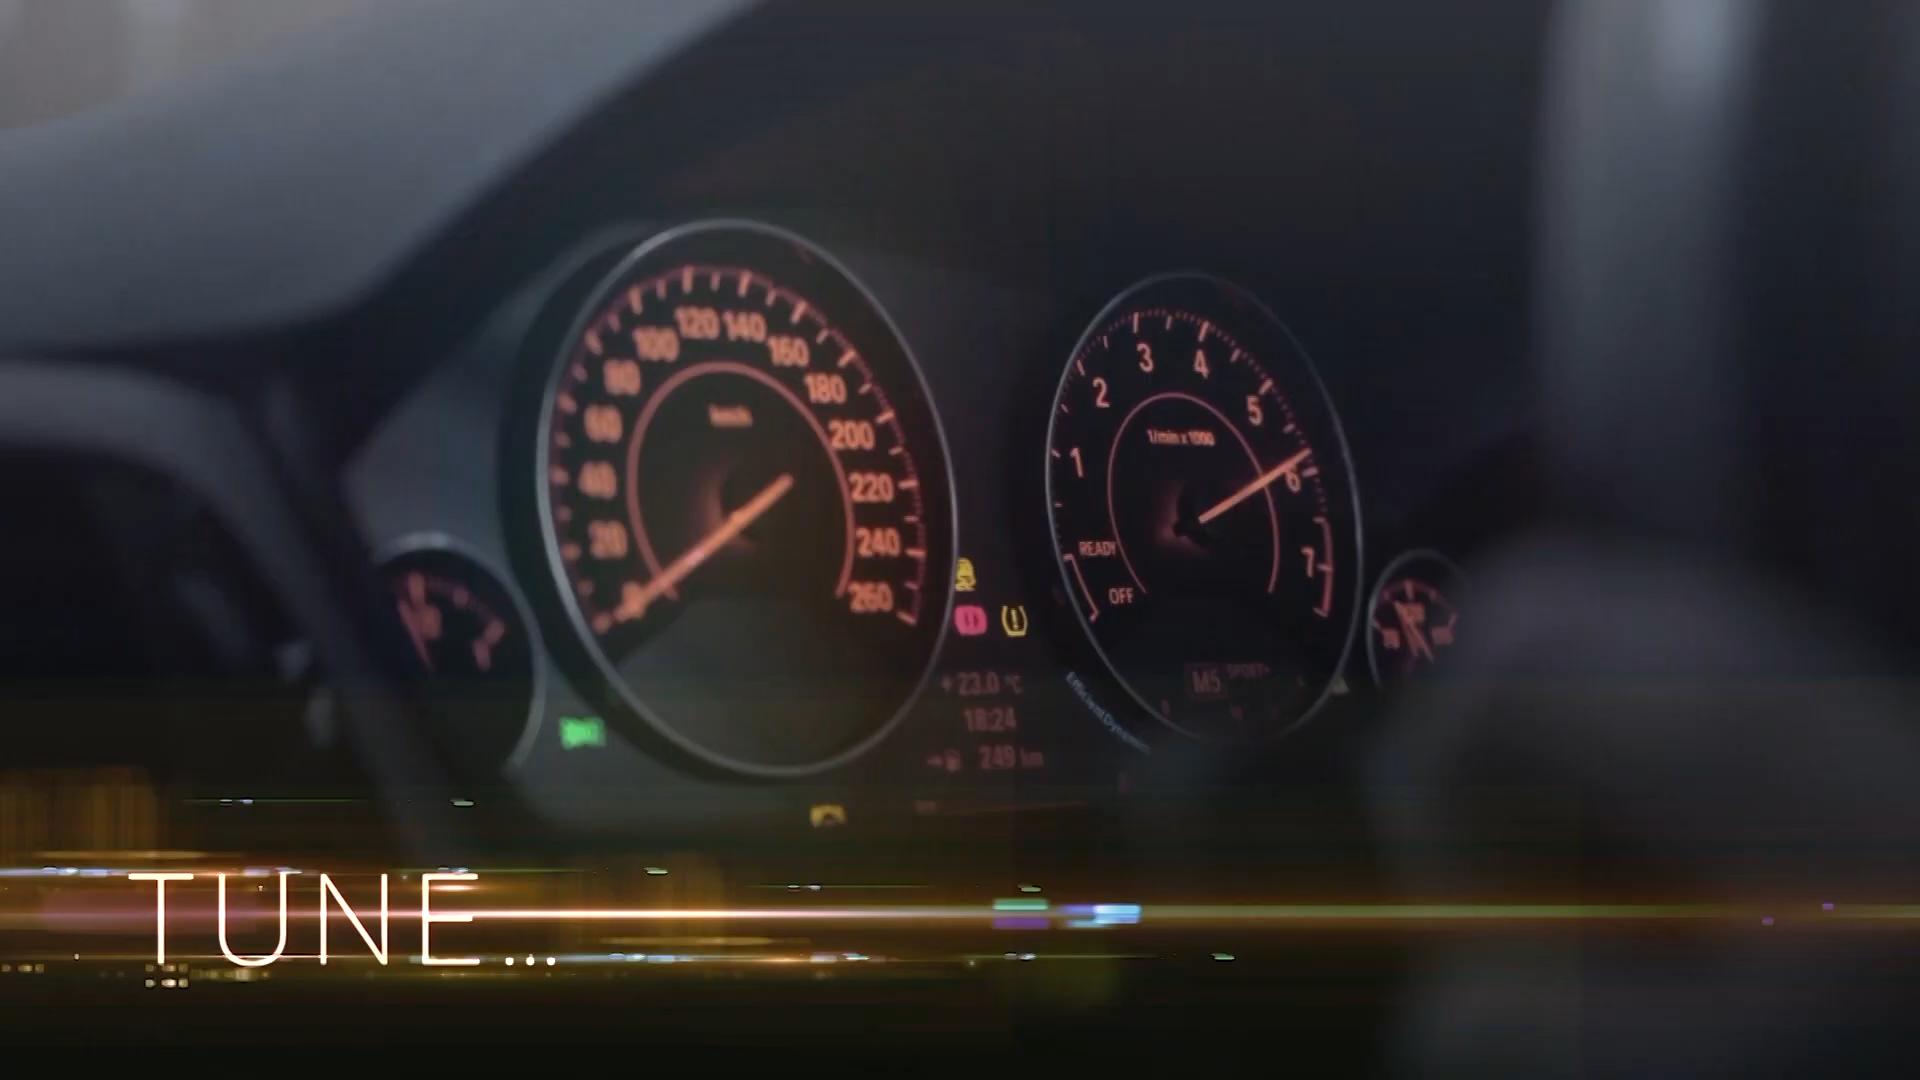 120 140
100 160
80 180
60 200
40 220
20 240
0 260
km/h
3 4
2 5
1 6
1/min x 1000
READY 7
OFF
M5 SPORT+
EfficientDynamics
+23.0 °C
18:24
249 km
TUNE...